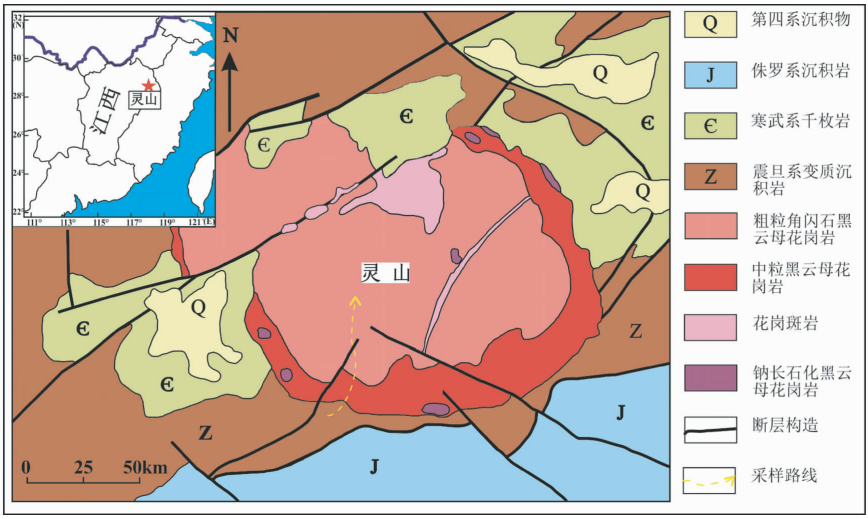 32
(N)
30
28
26
24
22
111°
113°
115°
117°
119°
121°(E)
江西
灵山
N
Q
Є
Є
Є
Q
灵 山
Q
Є
Є
Z
Z
J
J
0 25 50km
Q 第四系沉积物
J 侏罗系沉积岩
Є 寒武系千枚岩
Z 震旦系变质沉
积岩
粗粒角闪石黑
云母花岗岩
中粒黑云母花
岗岩
花岗斑岩
钠长石化黑云
母花岗岩
断层构造
采样路线